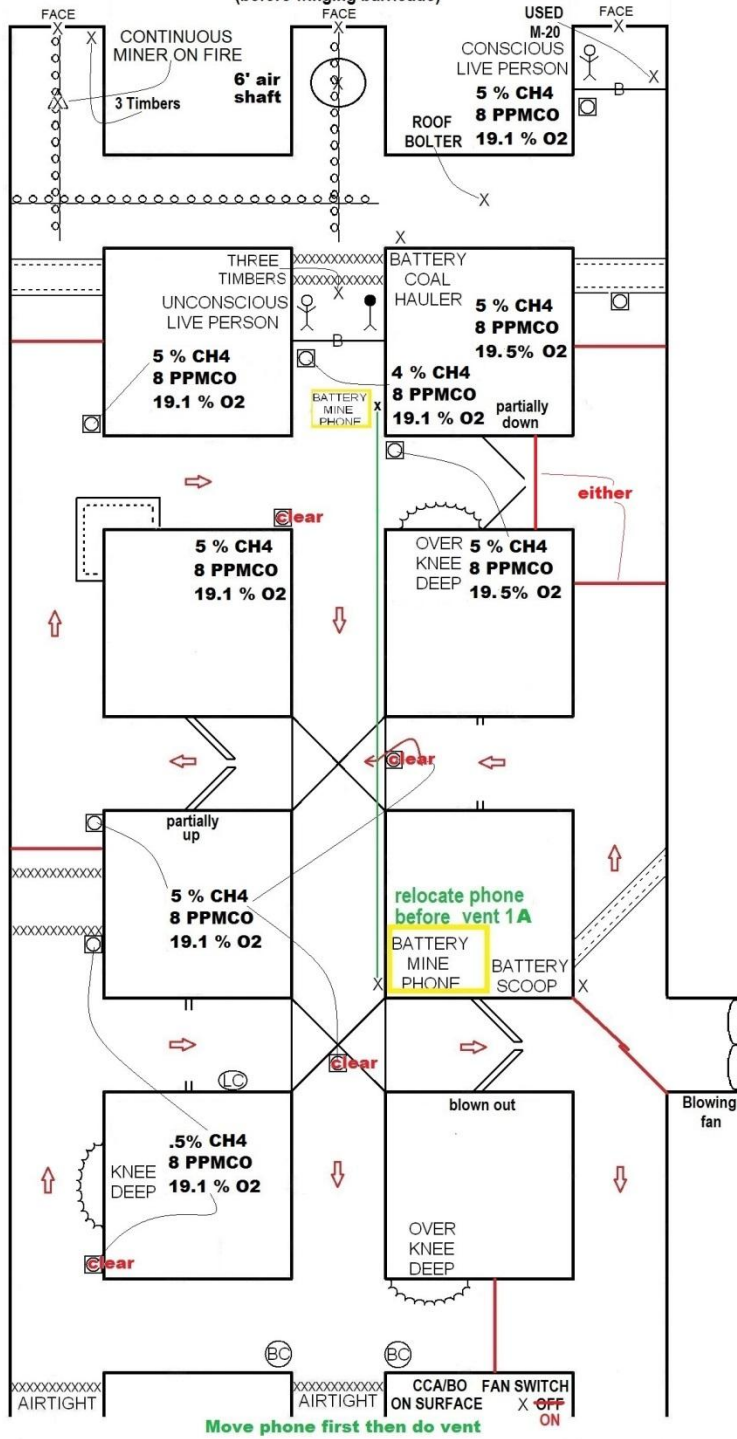 FACE
FACE
FACE
USED
M-20
CONTINUOUS
MINER ON FIRE
CONSCIOUS
LIVE PERSON
X
X
X
X
X
6' air
shaft
X
X
3 Timbers
5 % CH4
8 PPMCO
19.1 % O2
B
ROOF
BOLTER
X
X
THREE
TIMBERS
X
BATTERY
COAL
HAULER
UNCONSCIOUS
LIVE PERSON
5 % CH4
8 PPMCO
19.5% O2
B
5 % CH4
8 PPMCO
19.1 % O2
4 % CH4
8 PPMCO
19.1 % O2
BATTERY
MINE
PHONE
x
partially
down
either
clear
5 % CH4
8 PPMCO
19.1 % O2
OVER
KNEE
DEEP
5 % CH4
8 PPMCO
19.5% O2
clear
partially
up
5 % CH4
8 PPMCO
19.1 % O2
relocate phone
before vent 1A
BATTERY
MINE
PHONE
X
BATTERY
SCOOP
X
clear
LC
blown out
Blowing
fan
.5% CH4
8 PPMCO
19.1 % O2
KNEE
DEEP
clear
OVER
KNEE
DEEP
BC
BC
AIRTIGHT
AIRTIGHT
CCA/BO
ON SURFACE
FAN SWITCH
X OFF
ON
Move phone first then do vent